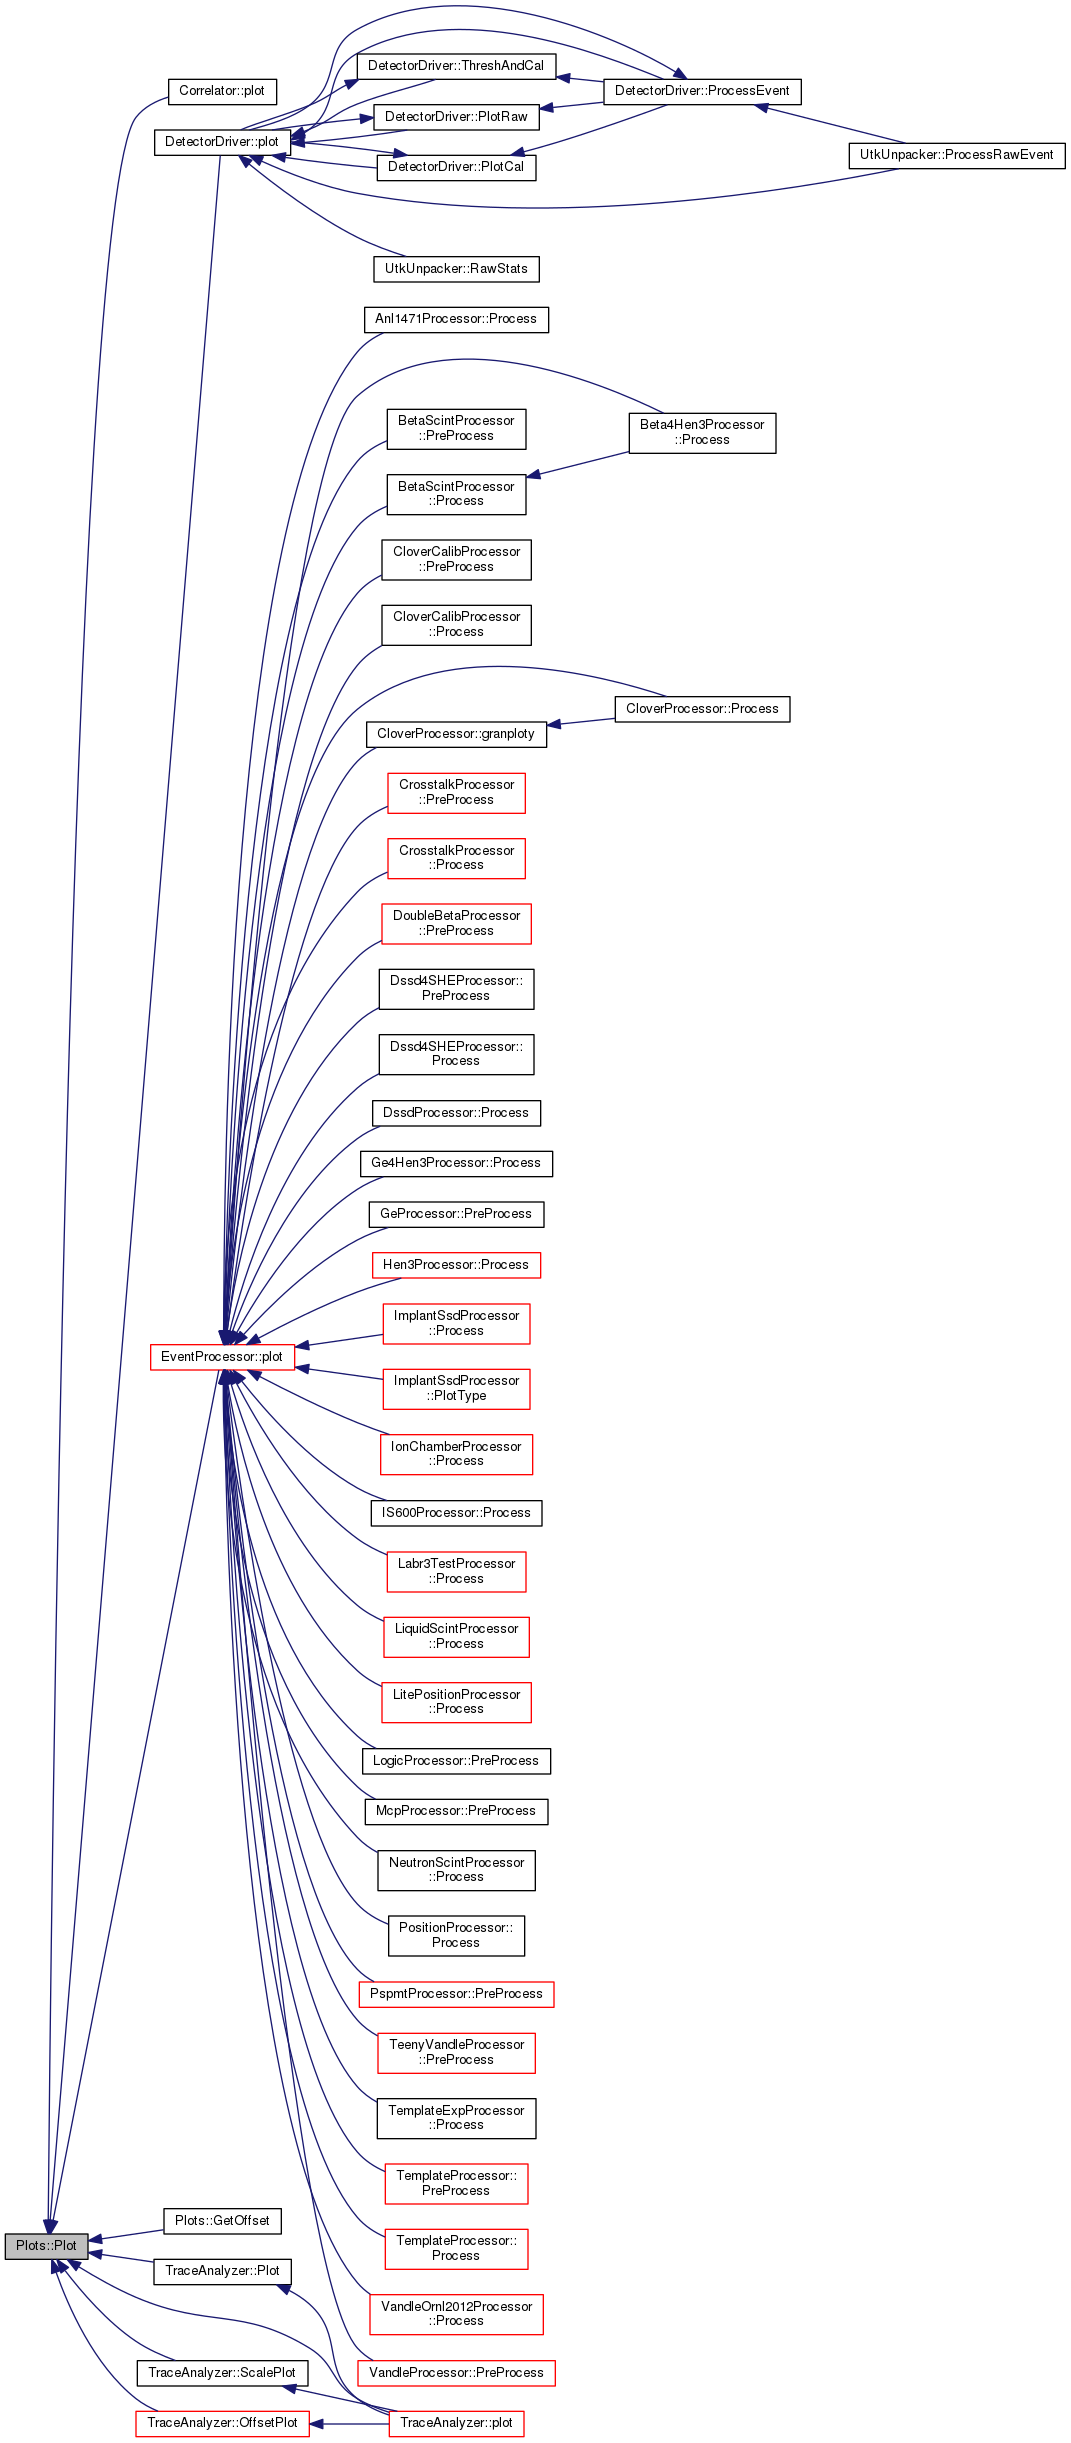 DetectorDriver::ThreshAndCal
Correlator::plot
DetectorDriver::ProcessEvent
DetectorDriver::PlotRaw
DetectorDriver::plot
UtkUnpacker::ProcessRawEvent
DetectorDriver::PlotCal
UtkUnpacker::RawStats
Anl1471Processor::Process
BetaScintProcessor
::PreProcess
Beta4Hen3Processor
::Process
BetaScintProcessor
::Process
CloverCalibProcessor
::PreProcess
CloverCalibProcessor
::Process
CloverProcessor::Process
CloverProcessor::granploty
CrosstalkProcessor
::PreProcess
CrosstalkProcessor
::Process
DoubleBetaProcessor
::PreProcess
Dssd4SHEProcessor::
PreProcess
Dssd4SHEProcessor::
Process
DssdProcessor::Process
Ge4Hen3Processor::Process
GeProcessor::PreProcess
Hen3Processor::Process
ImplantSsdProcessor
::Process
EventProcessor::plot
ImplantSsdProcessor
::PlotType
IonChamberProcessor
::Process
IS600Processor::Process
Labr3TestProcessor
::Process
LiquidScintProcessor
::Process
LitePositionProcessor
::Process
LogicProcessor::PreProcess
McpProcessor::PreProcess
NeutronScintProcessor
::Process
PositionProcessor::
Process
PspmtProcessor::PreProcess
TeenyVandleProcessor
::PreProcess
TemplateExpProcessor
::Process
TemplateProcessor::
PreProcess
Plots::GetOffset
TemplateProcessor::
Process
Plots::Plot
TraceAnalyzer::Plot
VandleOrnl2012Processor
::Process
TraceAnalyzer::ScalePlot
VandleProcessor::PreProcess
TraceAnalyzer::OffsetPlot
TraceAnalyzer::plot